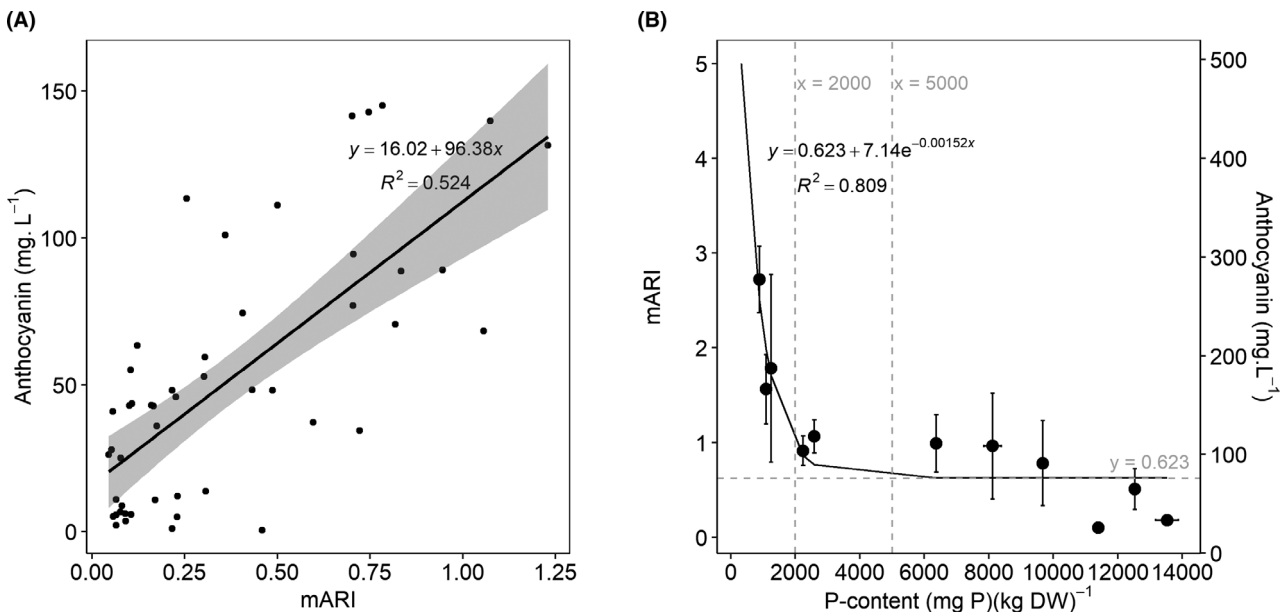 (A)
Anthocyanin (mg. L⁻¹)
150
100
50
0
y = 16.02 + 96.38x
R² = 0.524
0.00 0.25 0.50 0.75 1.00 1.25
mARI
(B)
mARI
5
4
3
2
1
0
x = 2000 x = 5000
y = 0.623 + 7.14e⁻⁰·⁰⁰¹⁵²ˣ
R² = 0.809
y = 0.623
500
400
300
200
100
0
Anthocyanin (mg.L⁻¹)
0 2000 4000 6000 8000 10000 12000 14000
P-content (mg P)(kg DW)⁻¹